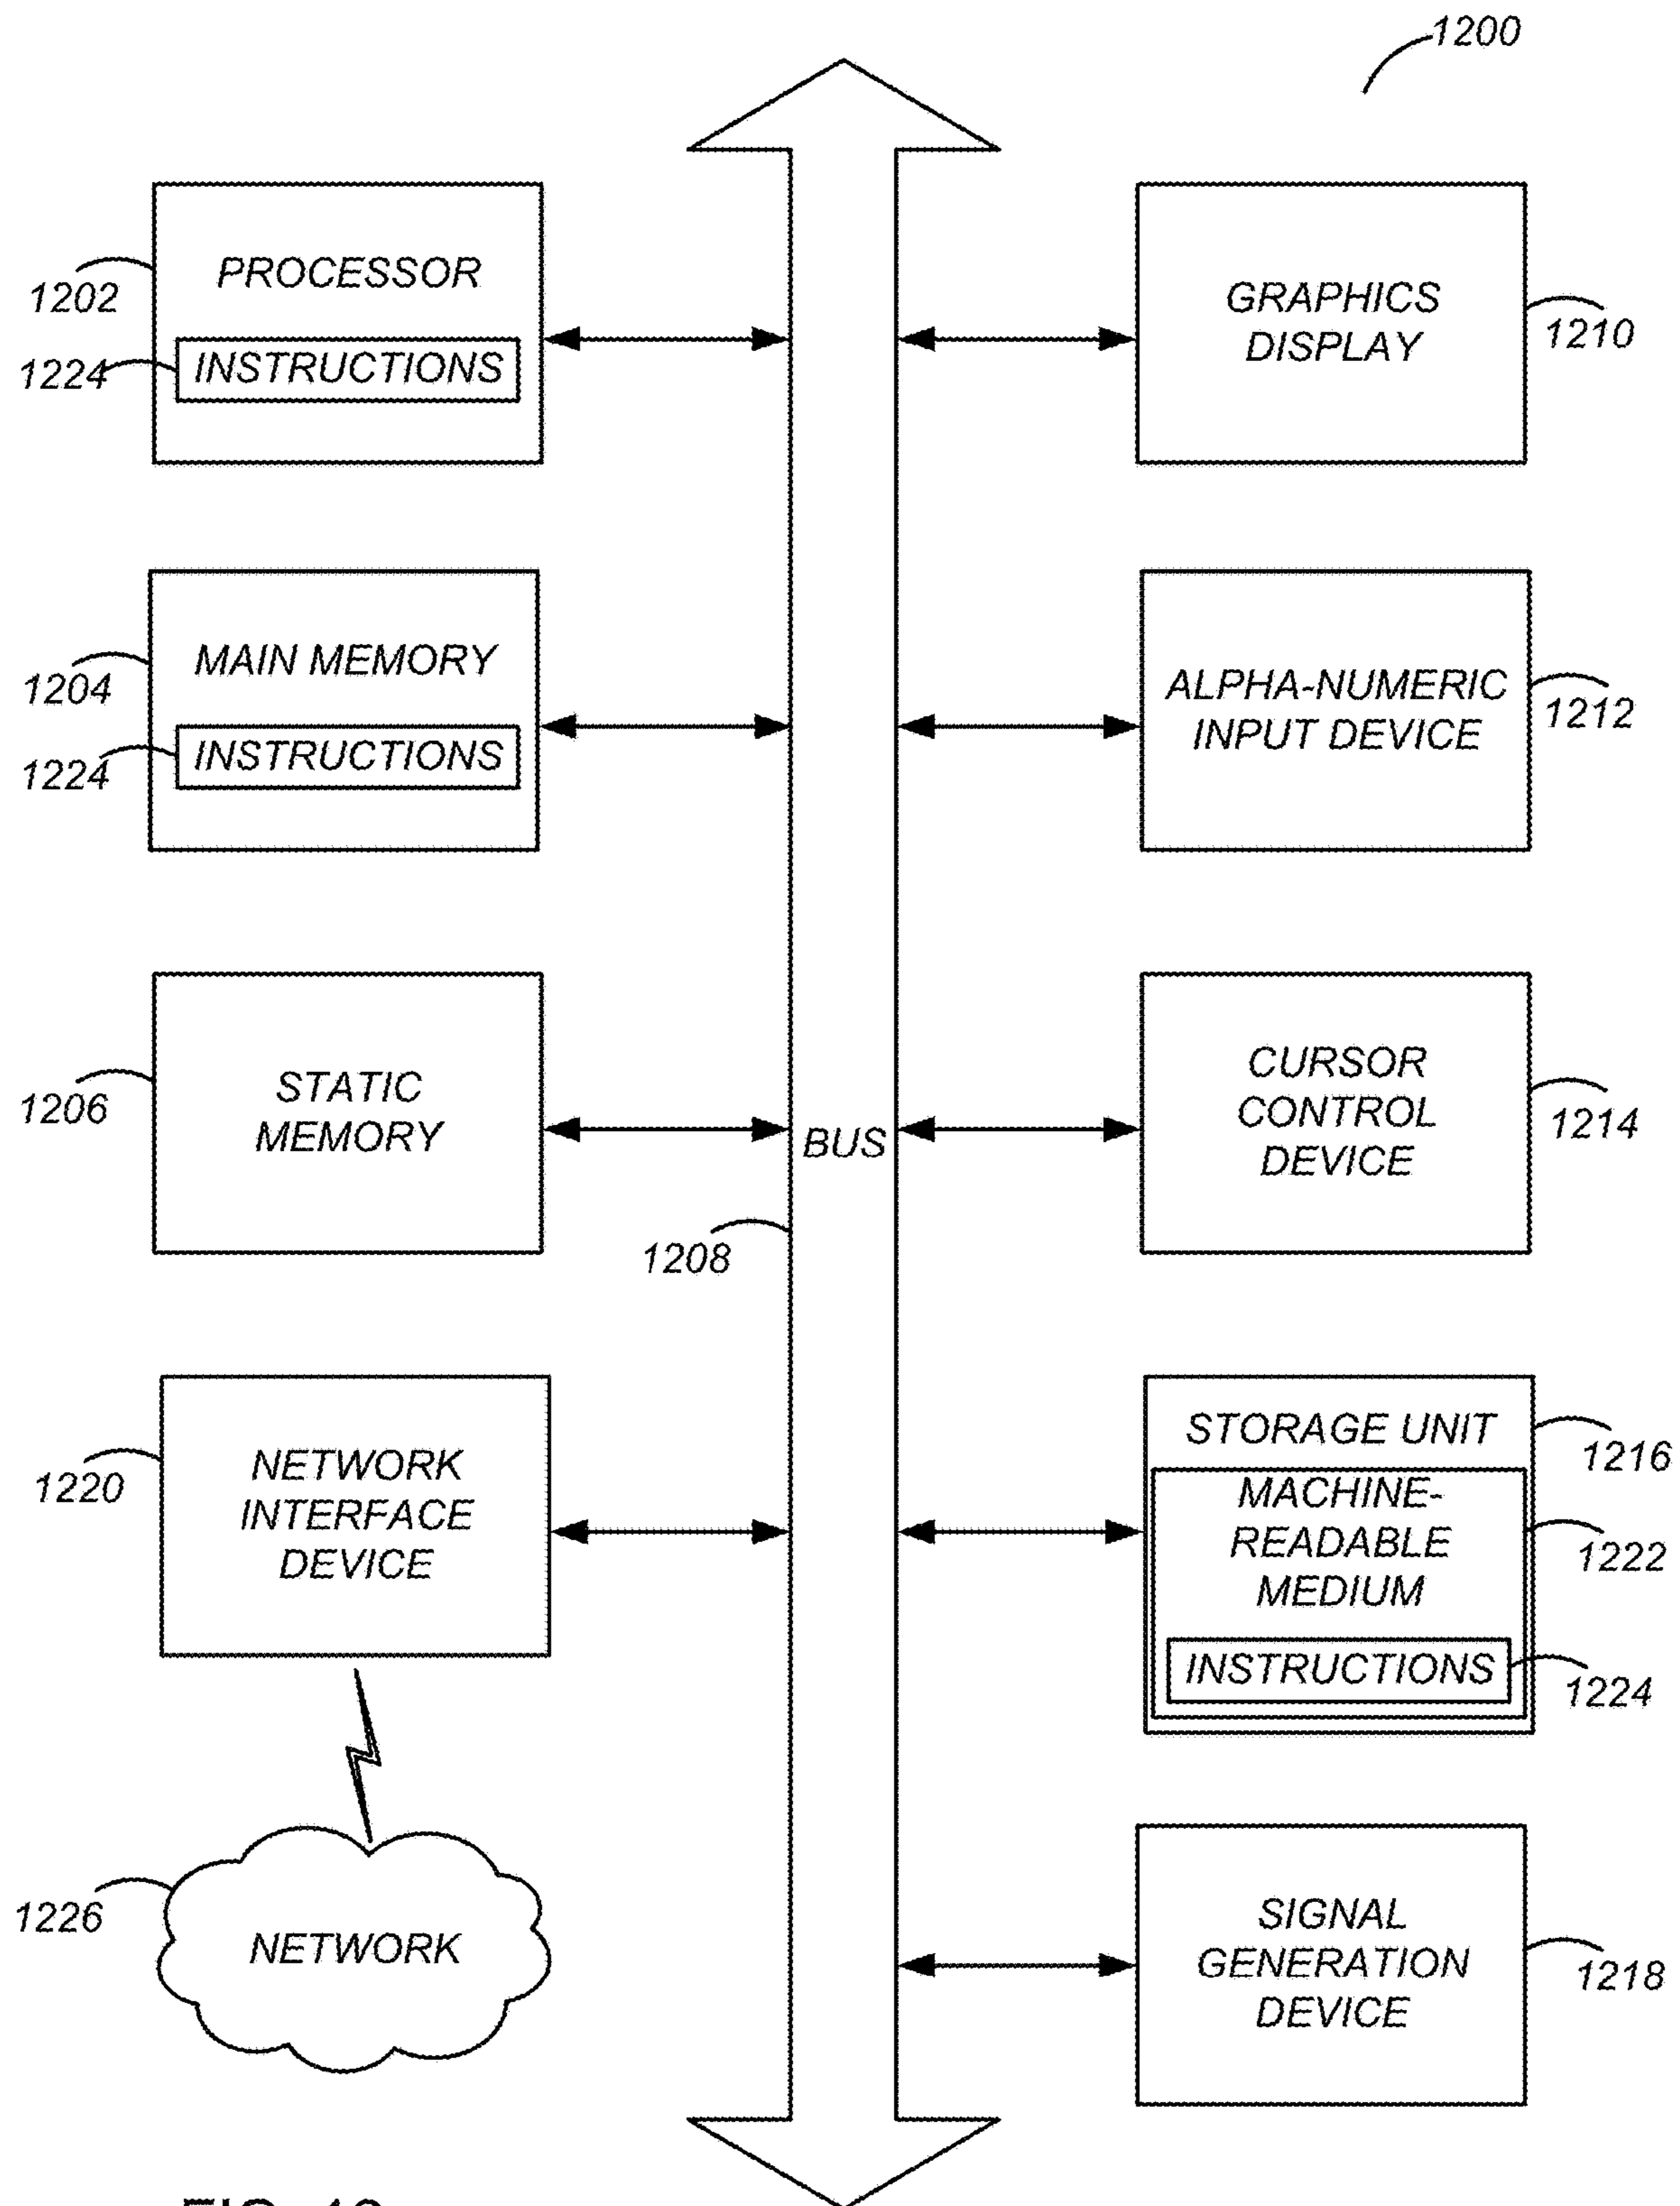 1200
PROCESSOR
1202
INSTRUCTIONS
1224
GRAPHICS
DISPLAY
1210
MAIN MEMORY
1204
INSTRUCTIONS
1224
ALPHA-NUMERIC
INPUT DEVICE
1212
STATIC
MEMORY
1206
BUS
1208
CURSOR
CONTROL
DEVICE
1214
NETWORK
INTERFACE
DEVICE
1220
STORAGE UNIT
1216
MACHINE-
READABLE
MEDIUM
1222
INSTRUCTIONS
1224
NETWORK
1226
SIGNAL
GENERATION
DEVICE
1218